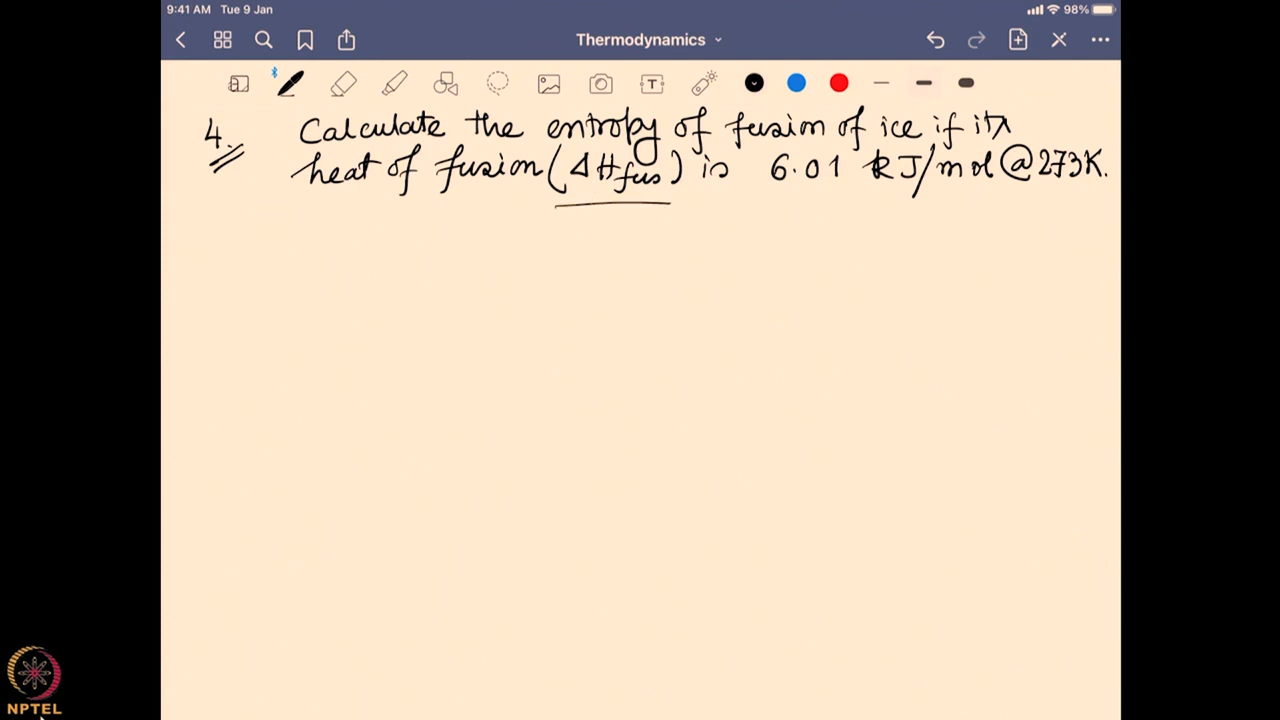 9:41 AM Tue 9 Jan
98%
Thermodynamics
T
4. Calculate the entropy of fusion of ice if its
heat of fusion (ΔHfus) is 6.01 kJ/mol @ 273K.
NPTEL